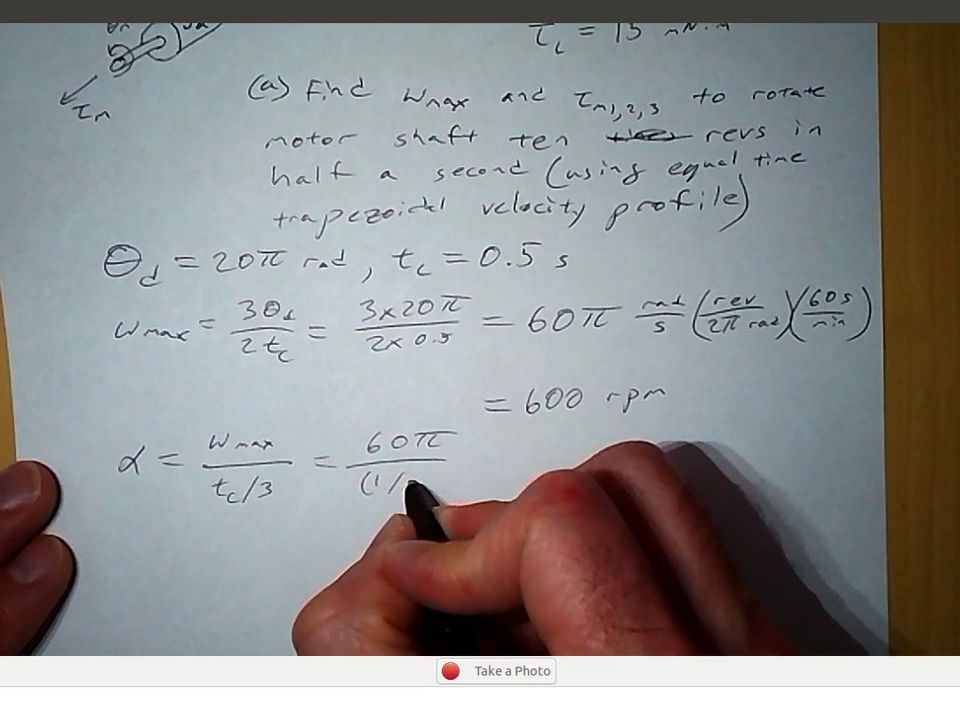 τ_L = 15 mN·m
τ_m
(a) Find ω_max and τ_m1,2,3 to rotate
motor shaft ten revs in
half a second (using equal time
trapezoidal velocity profile)
θ_d = 20π rad, t_c = 0.5 s
ω_max = 3θ_d / 2t_c = 3×20π / 2×0.5 = 60π rad/s (rev / 2π rad)(60 s / min)
= 600 rpm
α = ω_max / t_c/3 = 60π / (1/
Take a Photo